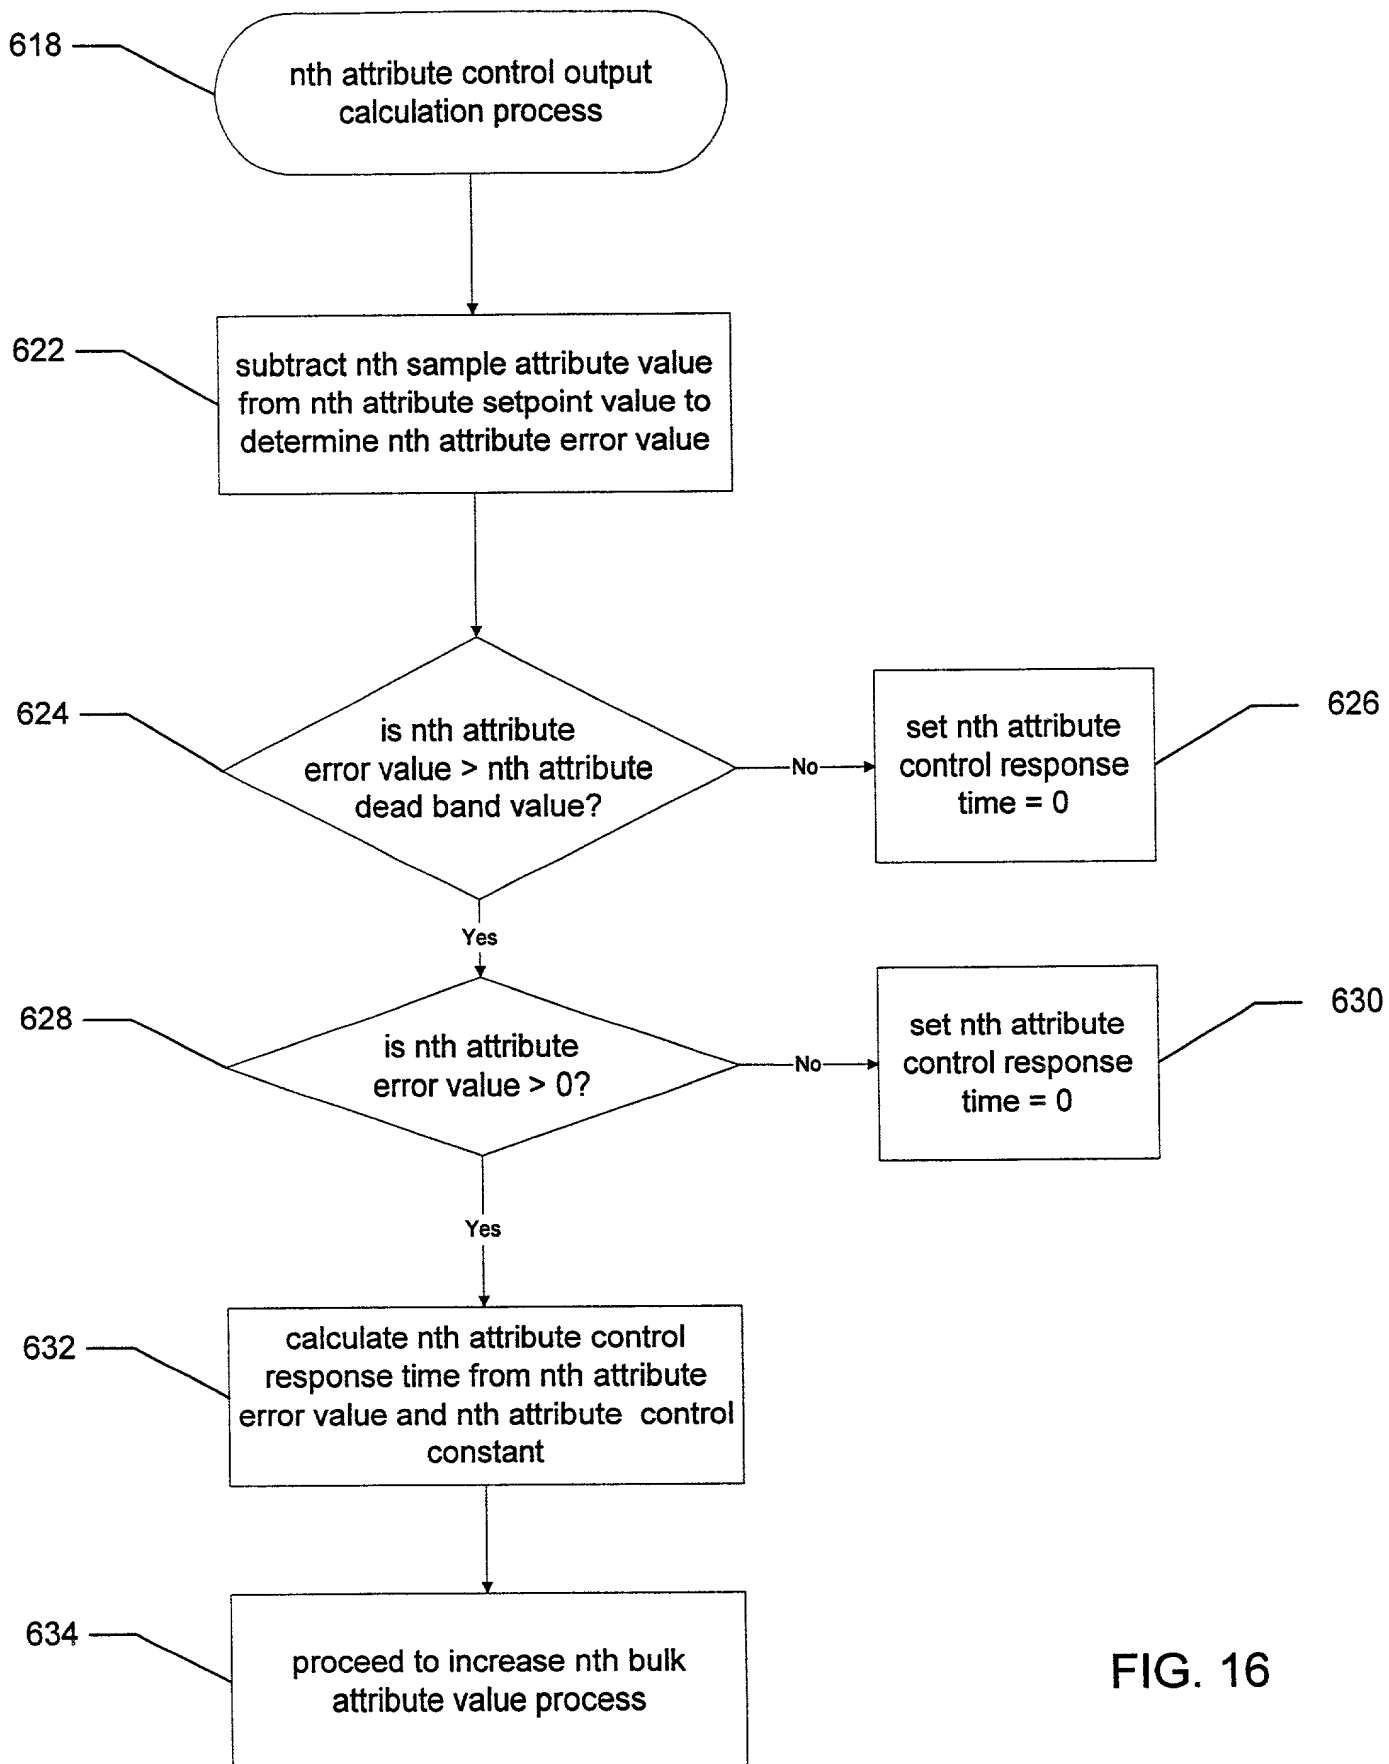 618
nth attribute control output
calculation process
622
subtract nth sample attribute value
from nth attribute setpoint value to
determine nth attribute error value
624
is nth attribute
error value > nth attribute
dead band value?
No
set nth attribute
control response
time = 0
626
Yes
628
is nth attribute
error value > 0?
No
set nth attribute
control response
time = 0
630
Yes
632
calculate nth attribute control
response time from nth attribute
error value and nth attribute control
constant
634
proceed to increase nth bulk
attribute value process
FIG. 16